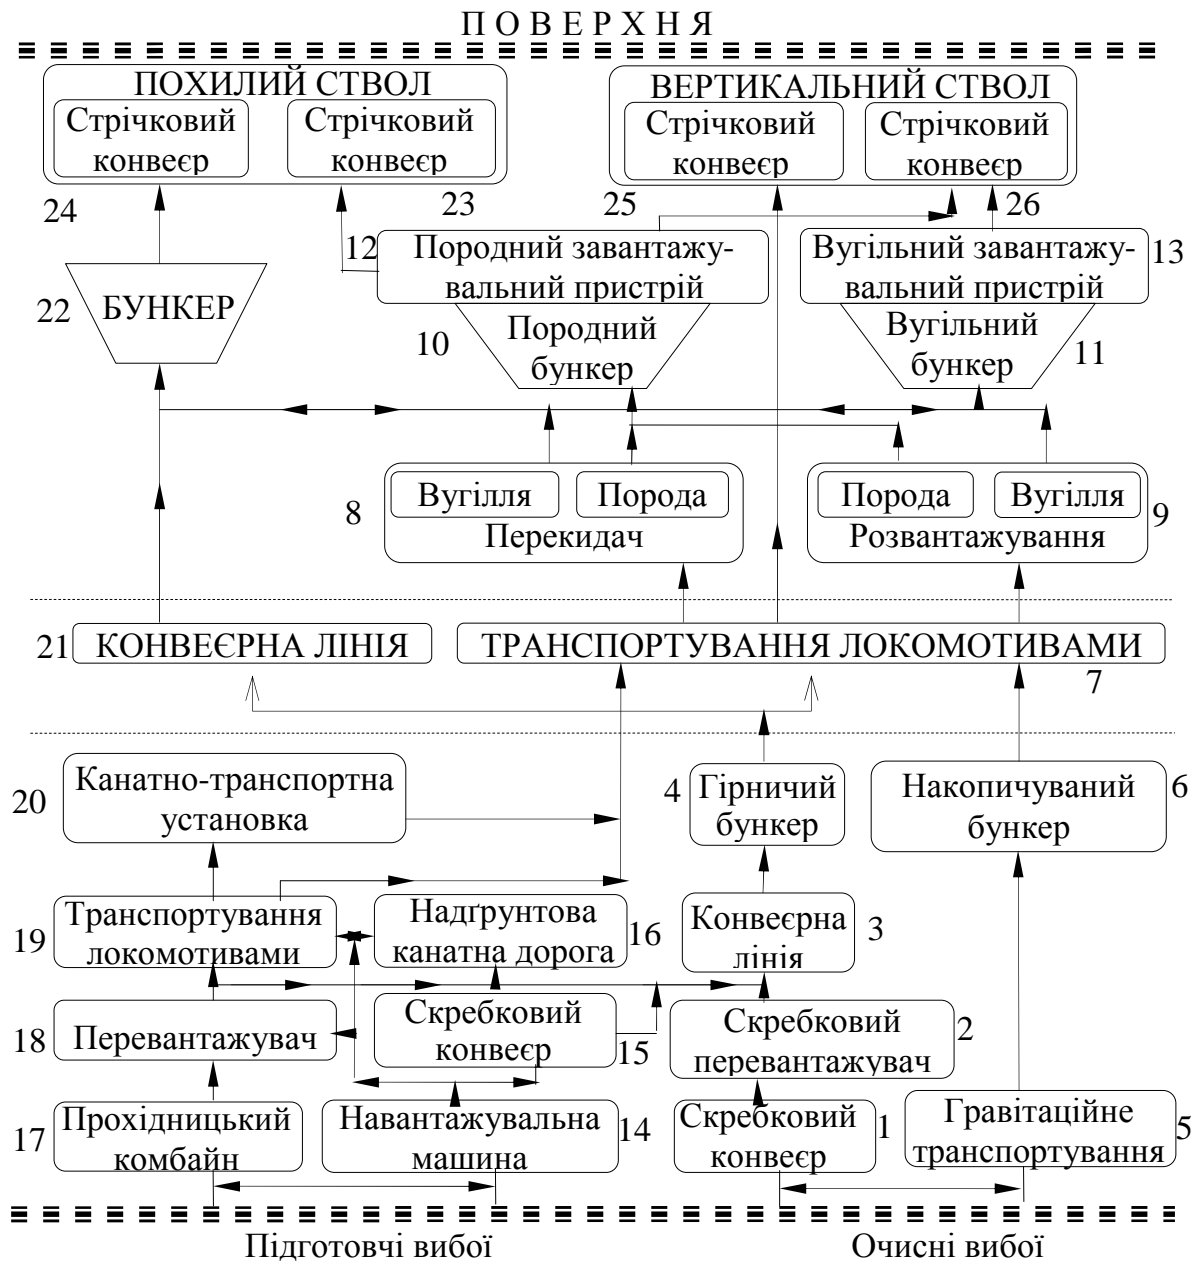 П О В Е Р Х Н Я
ПОХИЛИЙ СТВОЛ
Стрічковий
конвеєр
Стрічковий
конвеєр
ВЕРТИКАЛЬНИЙ СТВОЛ
Стрічковий
конвеєр
Стрічковий
конвеєр
24
23
25
26
12
Породний завантажу-
вальний пристрій
Вугільний завантажу-
вальний пристрій
13
22
БУНКЕР
10
Породний
бункер
Вугільний
бункер
11
8
Вугілля
Порода
Перекидач
Порода
Вугілля
Розвантажування
9
21
КОНВЕЄРНА ЛІНІЯ
ТРАНСПОРТУВАННЯ ЛОКОМОТИВАМИ
7
20
Канатно-транспортна
установка
4
Гірничий
бункер
Накопичуваний
бункер
6
19
Транспортування
локомотивами
Надґрунтова
канатна дорога
16
Конвеєрна
лінія
3
18
Перевантажувач
Скребковий
конвеєр
15
Скребковий
перевантажувач
2
17
Прохідницький
комбайн
Навантажувальна
машина
14
Скребковий
конвеєр
1
Гравітаційне
транспортування
5
Підготовчі вибої
Очисні вибої